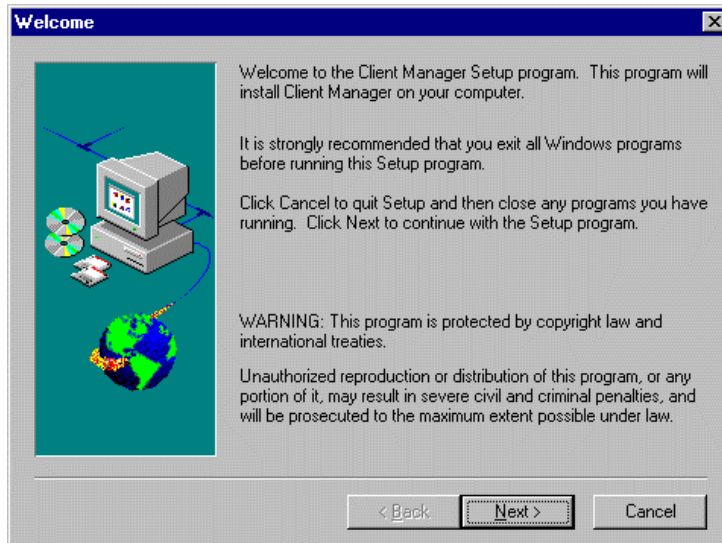 Welcome
Welcome to the Client Manager Setup program. This program will
install Client Manager on your computer.
It is strongly recommended that you exit all Windows programs
before running this Setup program.
Click Cancel to quit Setup and then close any programs you have
running. Click Next to continue with the Setup program.
WARNING: This program is protected by copyright law and
international treaties.
Unauthorized reproduction or distribution of this program, or any
portion of it, may result in severe civil and criminal penalties, and
will be prosecuted to the maximum extent possible under law.
< Back
Next >
Cancel